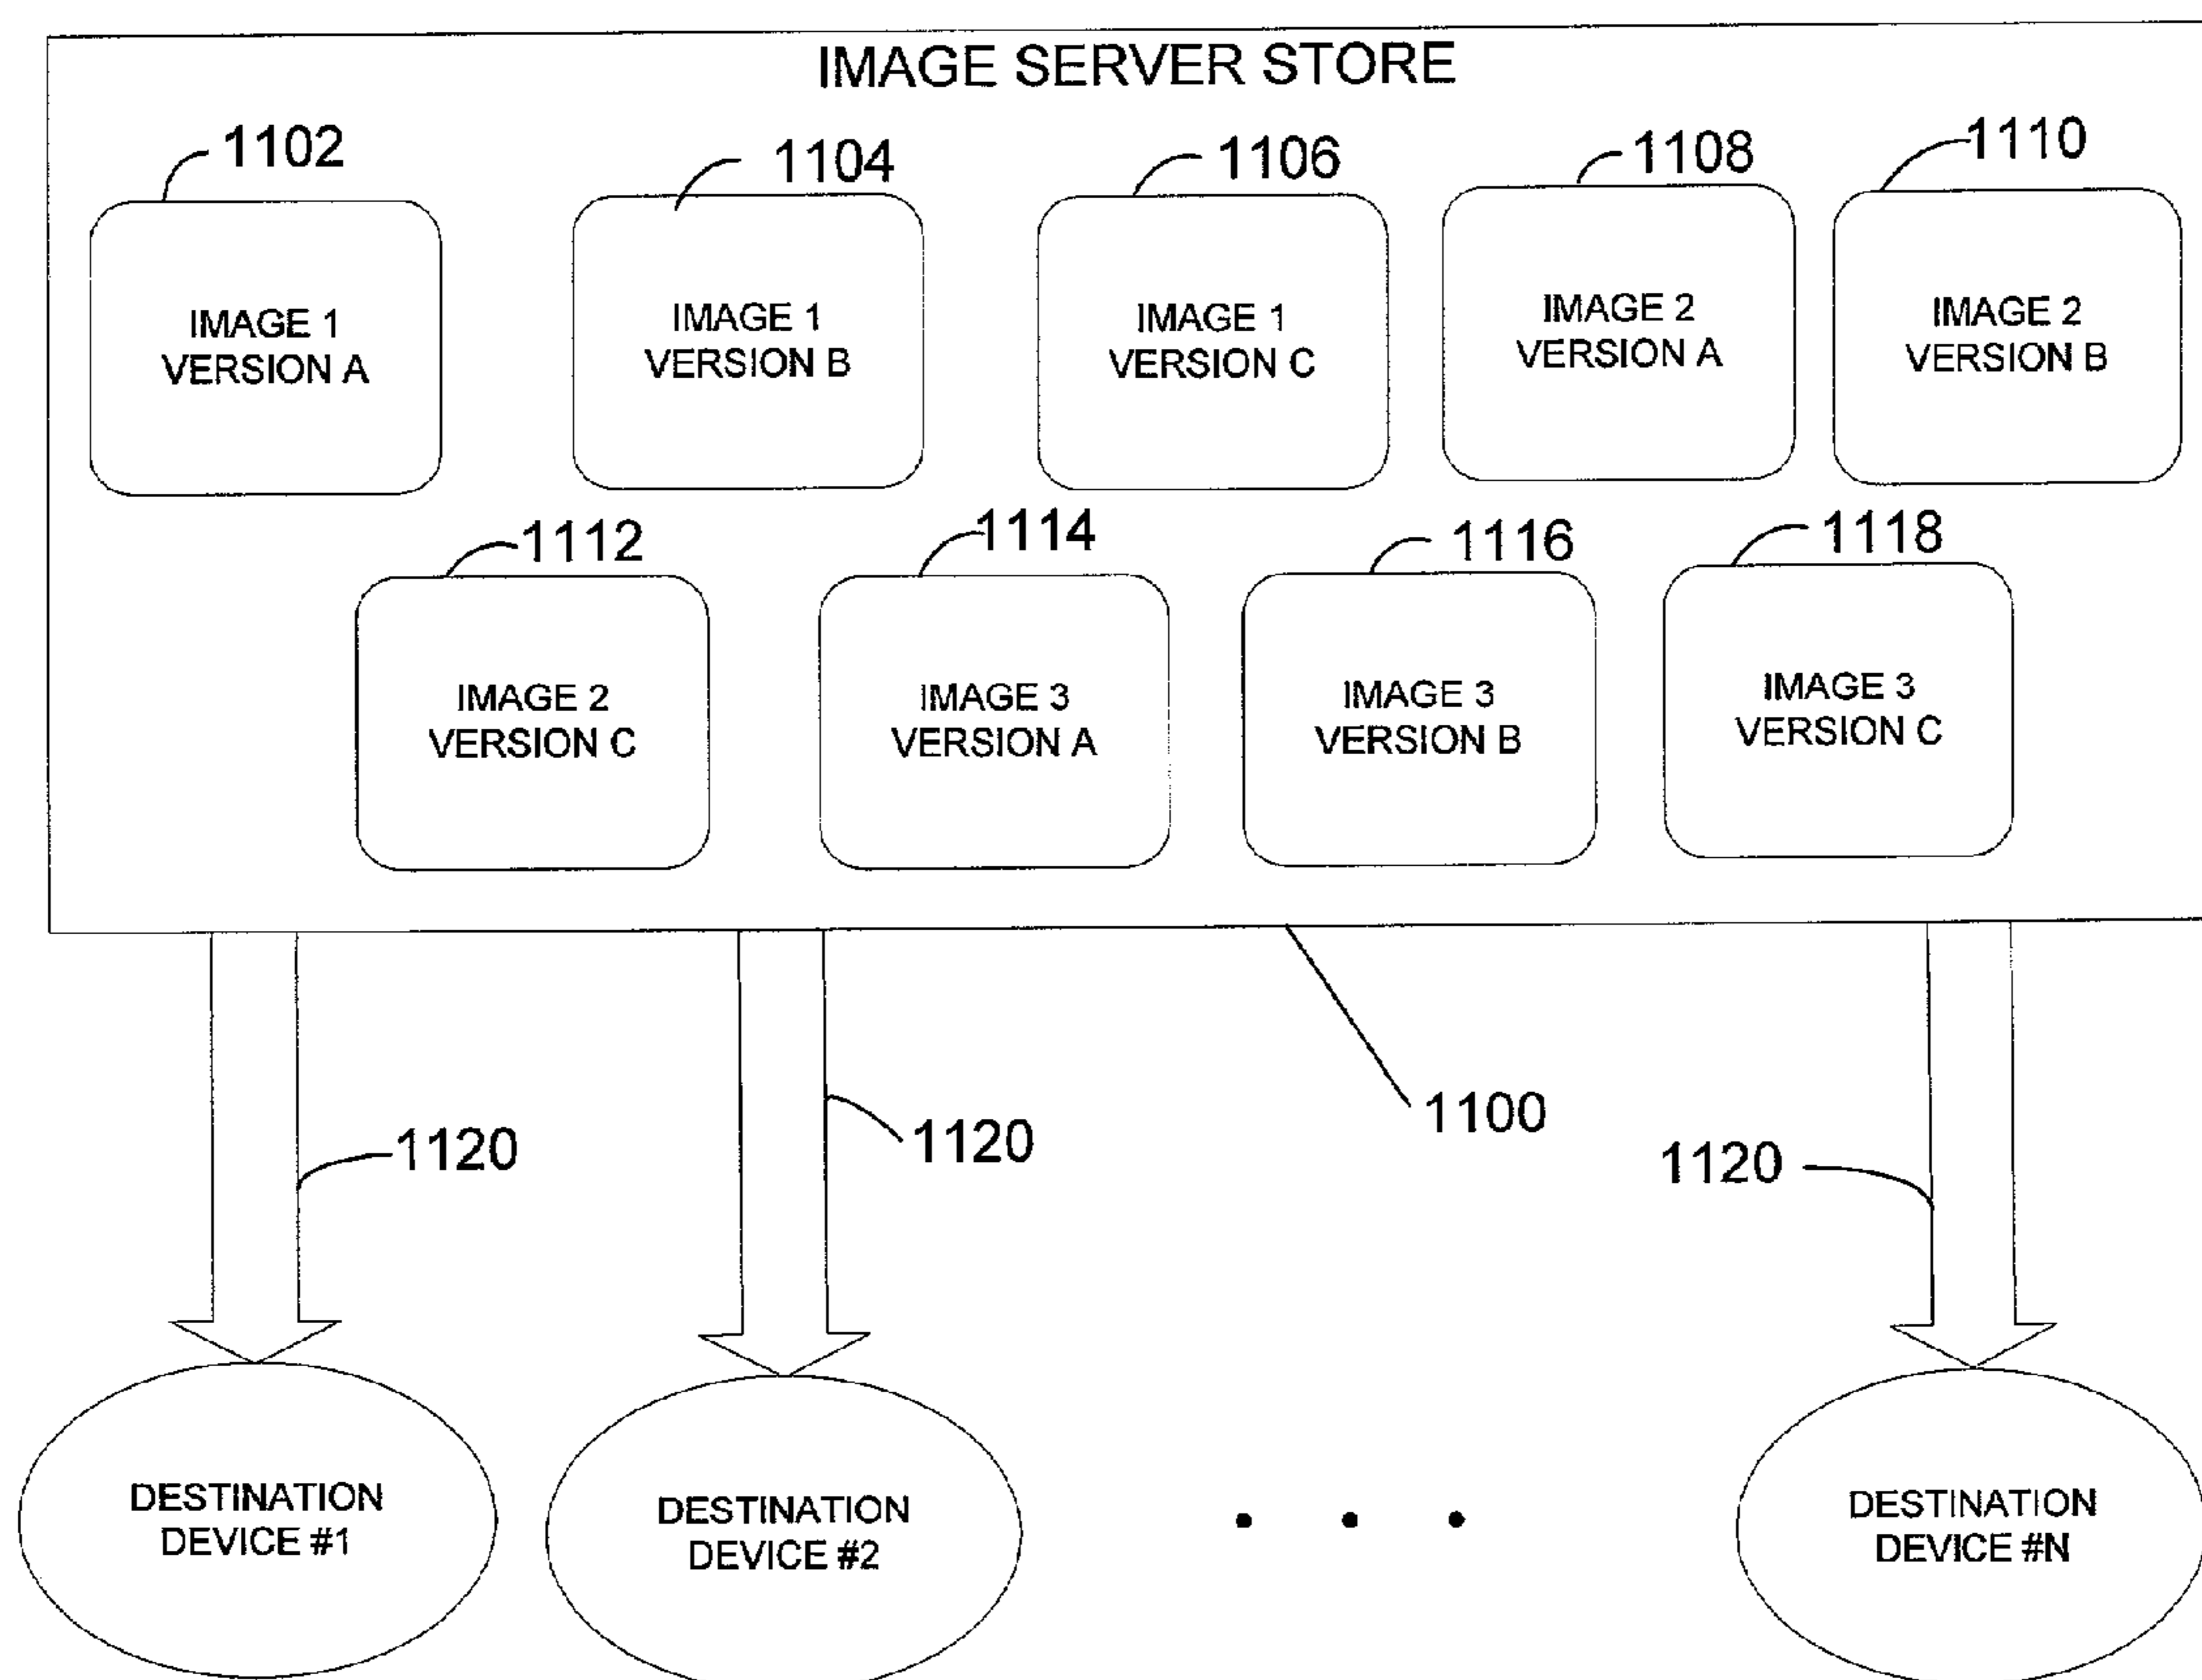 IMAGE SERVER STORE
1102
1104
1106
1108
1110
IMAGE 1
VERSION A
IMAGE 1
VERSION B
IMAGE 1
VERSION C
IMAGE 2
VERSION A
IMAGE 2
VERSION B
1112
1114
1116
1118
IMAGE 2
VERSION C
IMAGE 3
VERSION A
IMAGE 3
VERSION B
IMAGE 3
VERSION C
1120
1120
1100
1120
DESTINATION
DEVICE #1
DESTINATION
DEVICE #2
DESTINATION
DEVICE #N